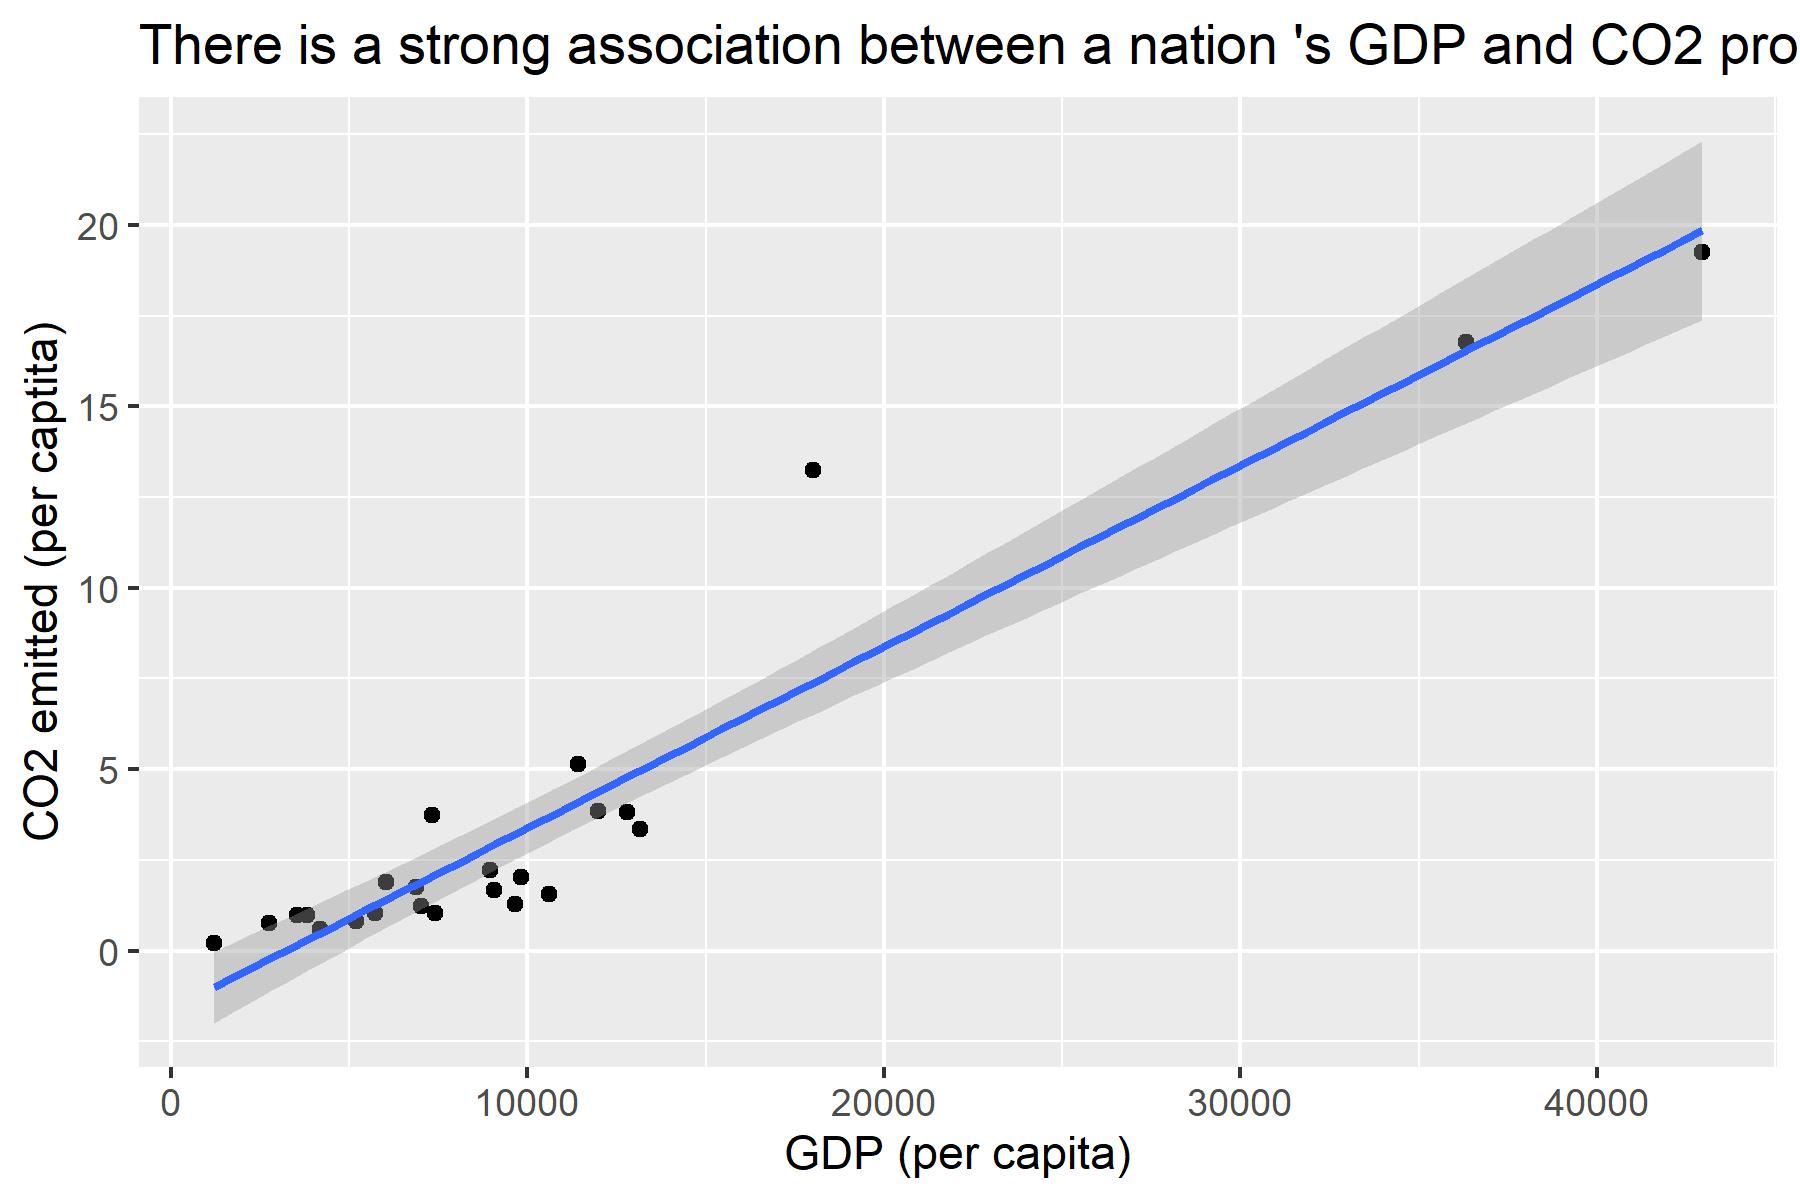 There is a strong association between a nation 's GDP and CO2 pro
CO2 emitted (per captita)
20
15
10
5
0
0 10000 20000 30000 40000
GDP (per capita)